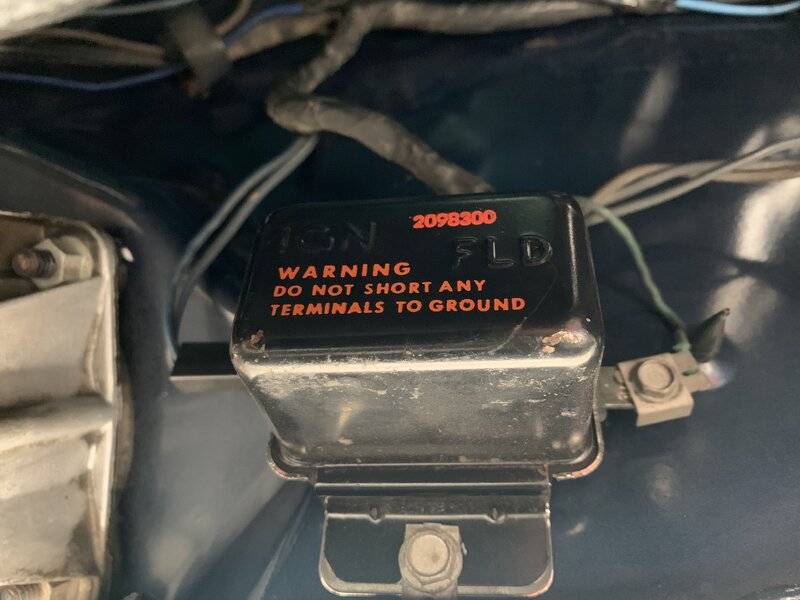 2098300
IGN FLD
WARNING
DO NOT SHORT ANY
TERMINALS TO GROUND